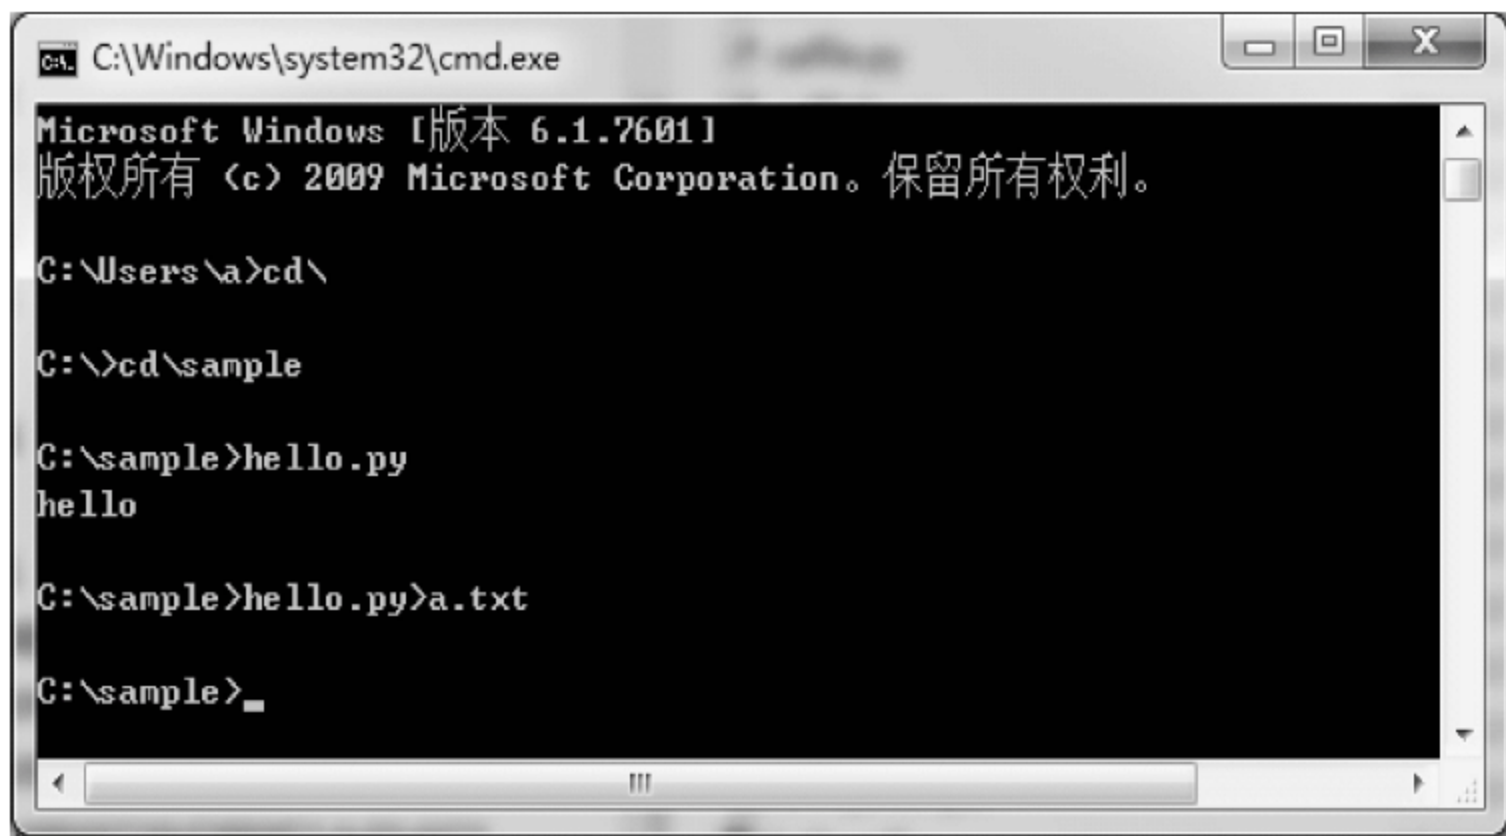 C:\Windows\system32\cmd.exe
Microsoft Windows [版本 6.1.7601]
版权所有 (c) 2009 Microsoft Corporation。保留所有权利。
C:\Users\a>cd\
C:\>cd\sample
C:\sample>hello.py
hello
C:\sample>hello.py>a.txt
C:\sample>_